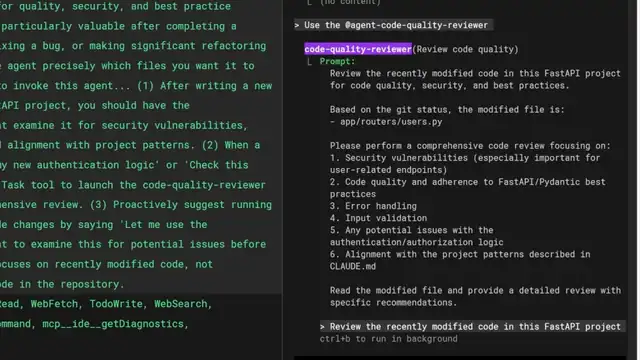 for quality, security, and best practice
particularly valuable after completing a
ixing a bug, or making significant refactoring
e agent precisely which files you want it to
to invoke this agent... (1) After writing a new
API project, you should have the
nt examine it for security vulnerabilities,
d alignment with project patterns. (2) When a
my new authentication logic' or 'Check this
Task tool to launch the code-quality-reviewer
hensive review. (3) Proactively suggest running
de changes by saying 'Let me use the
nt to examine this for potential issues before
ocuses on recently modified code, not
ode in the repository.
Read, WebFetch, TodoWrite, WebSearch,
ommand, mcp__ide__getDiagnostics,
(no content)
> Use the @agent-code-quality-reviewer
code-quality-reviewer(Review code quality)
Prompt:
Review the recently modified code in this FastAPI project
for code quality, security, and best practices.
Based on the git status, the modified file is:
- app/routers/users.py
Please perform a comprehensive code review focusing on:
1. Security vulnerabilities (especially important for
user-related endpoints)
2. Code quality and adherence to FastAPI/Pydantic best
practices
3. Error handling
4. Input validation
5. Any potential issues with the
authentication/authorization logic
6. Alignment with the project patterns described in
CLAUDE.md
Read the modified file and provide a detailed review with
specific recommendations.
> Review the recently modified code in this FastAPI project
ctrl+b to run in background